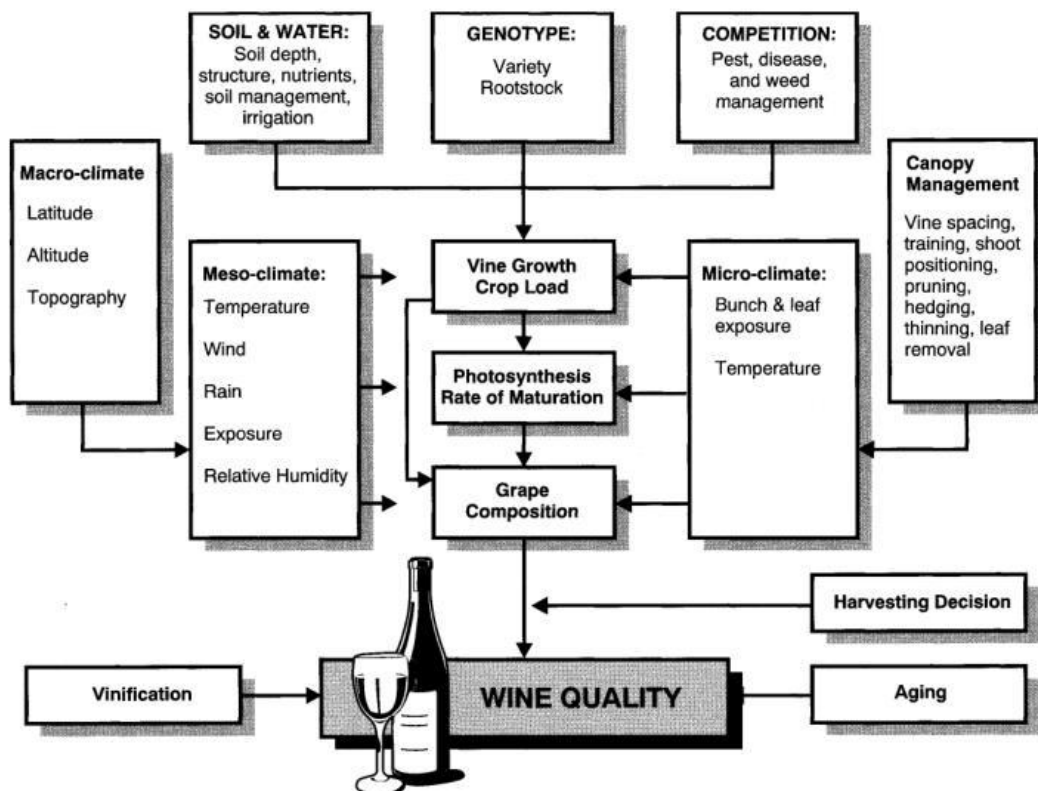 SOIL & WATER:
Soil depth,
structure, nutrients,
soil management,
irrigation
GENOTYPE:
Variety
Rootstock
COMPETITION:
Pest, disease,
and weed
management
Macro-climate
Latitude
Altitude
Topography
Canopy
Management
Vine spacing,
training, shoot
positioning,
pruning,
hedging,
thinning, leaf
removal
Meso-climate:
Temperature
Wind
Rain
Exposure
Relative Humidity
Vine Growth
Crop Load
Photosynthesis
Rate of Maturation
Grape
Composition
Micro-climate:
Bunch & leaf
exposure
Temperature
Harvesting Decision
Vinification
WINE QUALITY
Aging